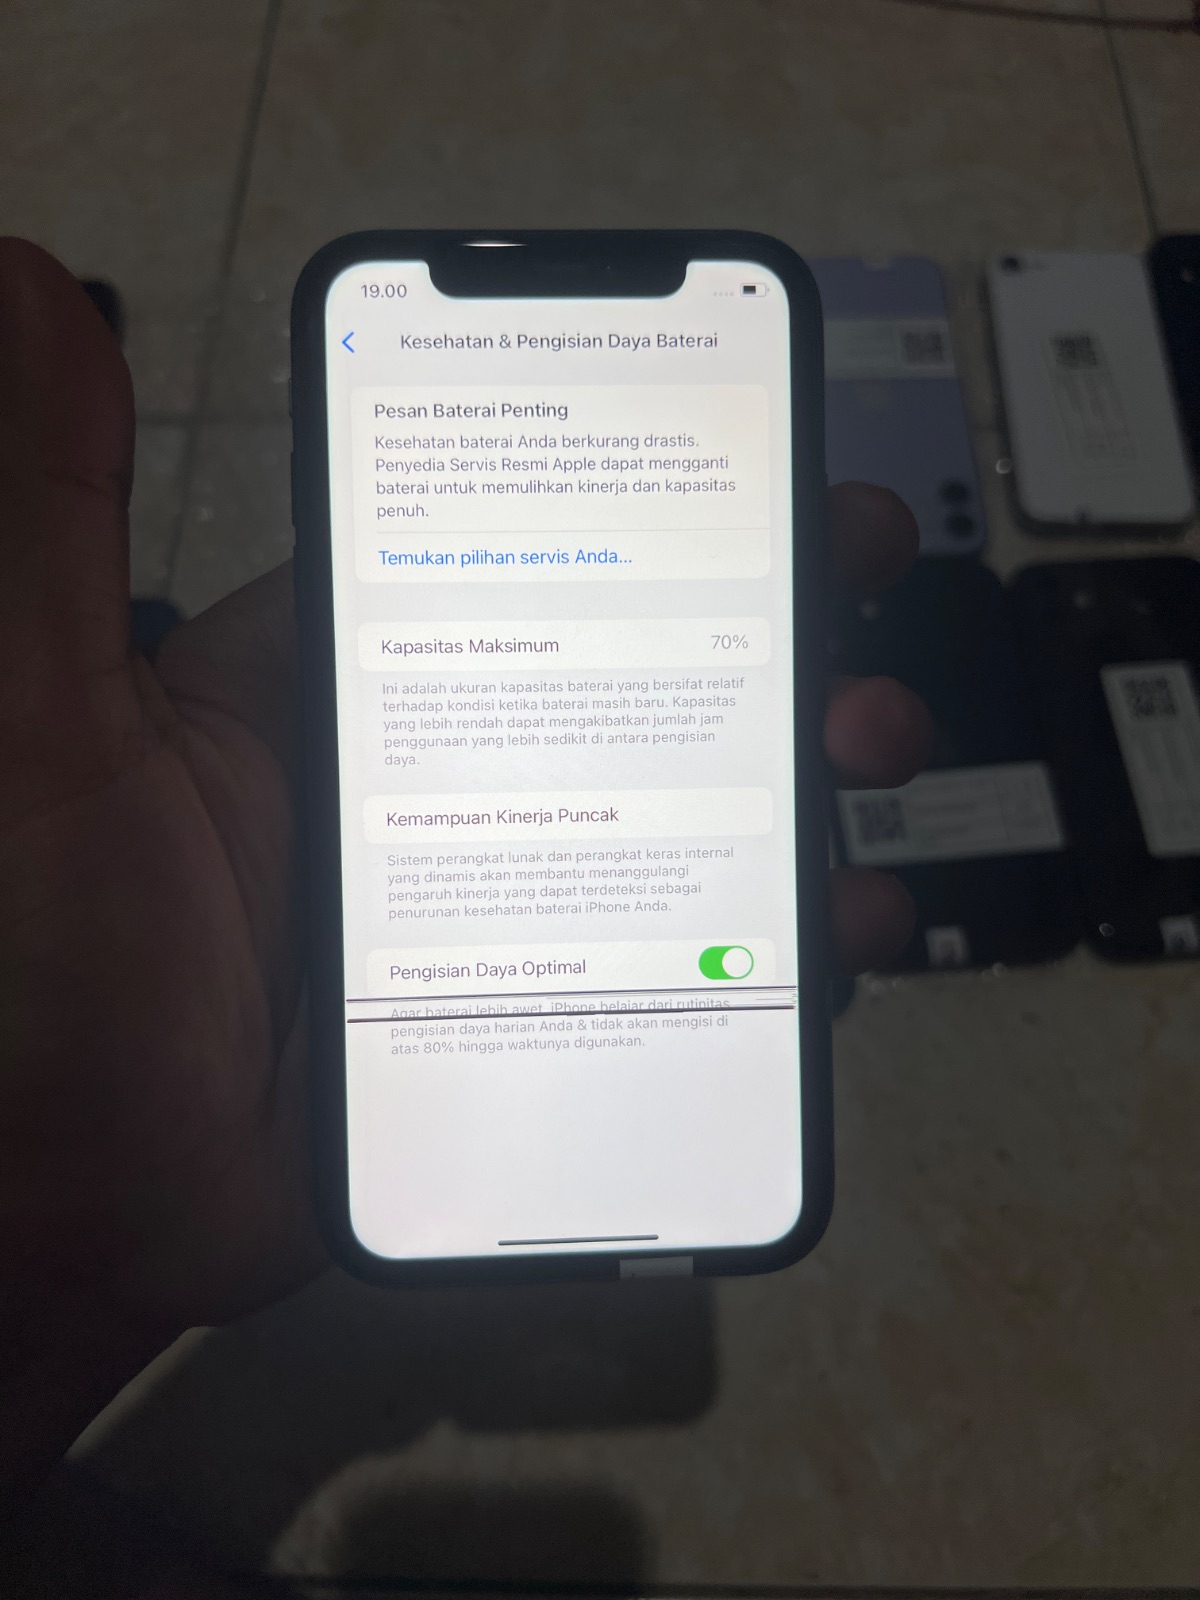 19.00
Kesehatan & Pengisian Daya Baterai
Pesan Baterai Penting
Kesehatan baterai Anda berkurang drastis.
Penyedia Servis Resmi Apple dapat mengganti
baterai untuk memulihkan kinerja dan kapasitas
penuh.
Temukan pilihan servis Anda...
Kapasitas Maksimum 70%
Ini adalah ukuran kapasitas baterai yang bersifat relatif
terhadap kondisi ketika baterai masih baru. Kapasitas
yang lebih rendah dapat mengakibatkan jumlah jam
penggunaan yang lebih sedikit di antara pengisian
daya.
Kemampuan Kinerja Puncak
Sistem perangkat lunak dan perangkat keras internal
yang dinamis akan membantu menanggulangi
pengaruh kinerja yang dapat terdeteksi sebagai
penurunan kesehatan baterai iPhone Anda.
Pengisian Daya Optimal
Agar baterai lebih awet, iPhone belajar dari rutinitas
pengisian daya harian Anda & tidak akan mengisi di
atas 80% hingga waktunya digunakan.